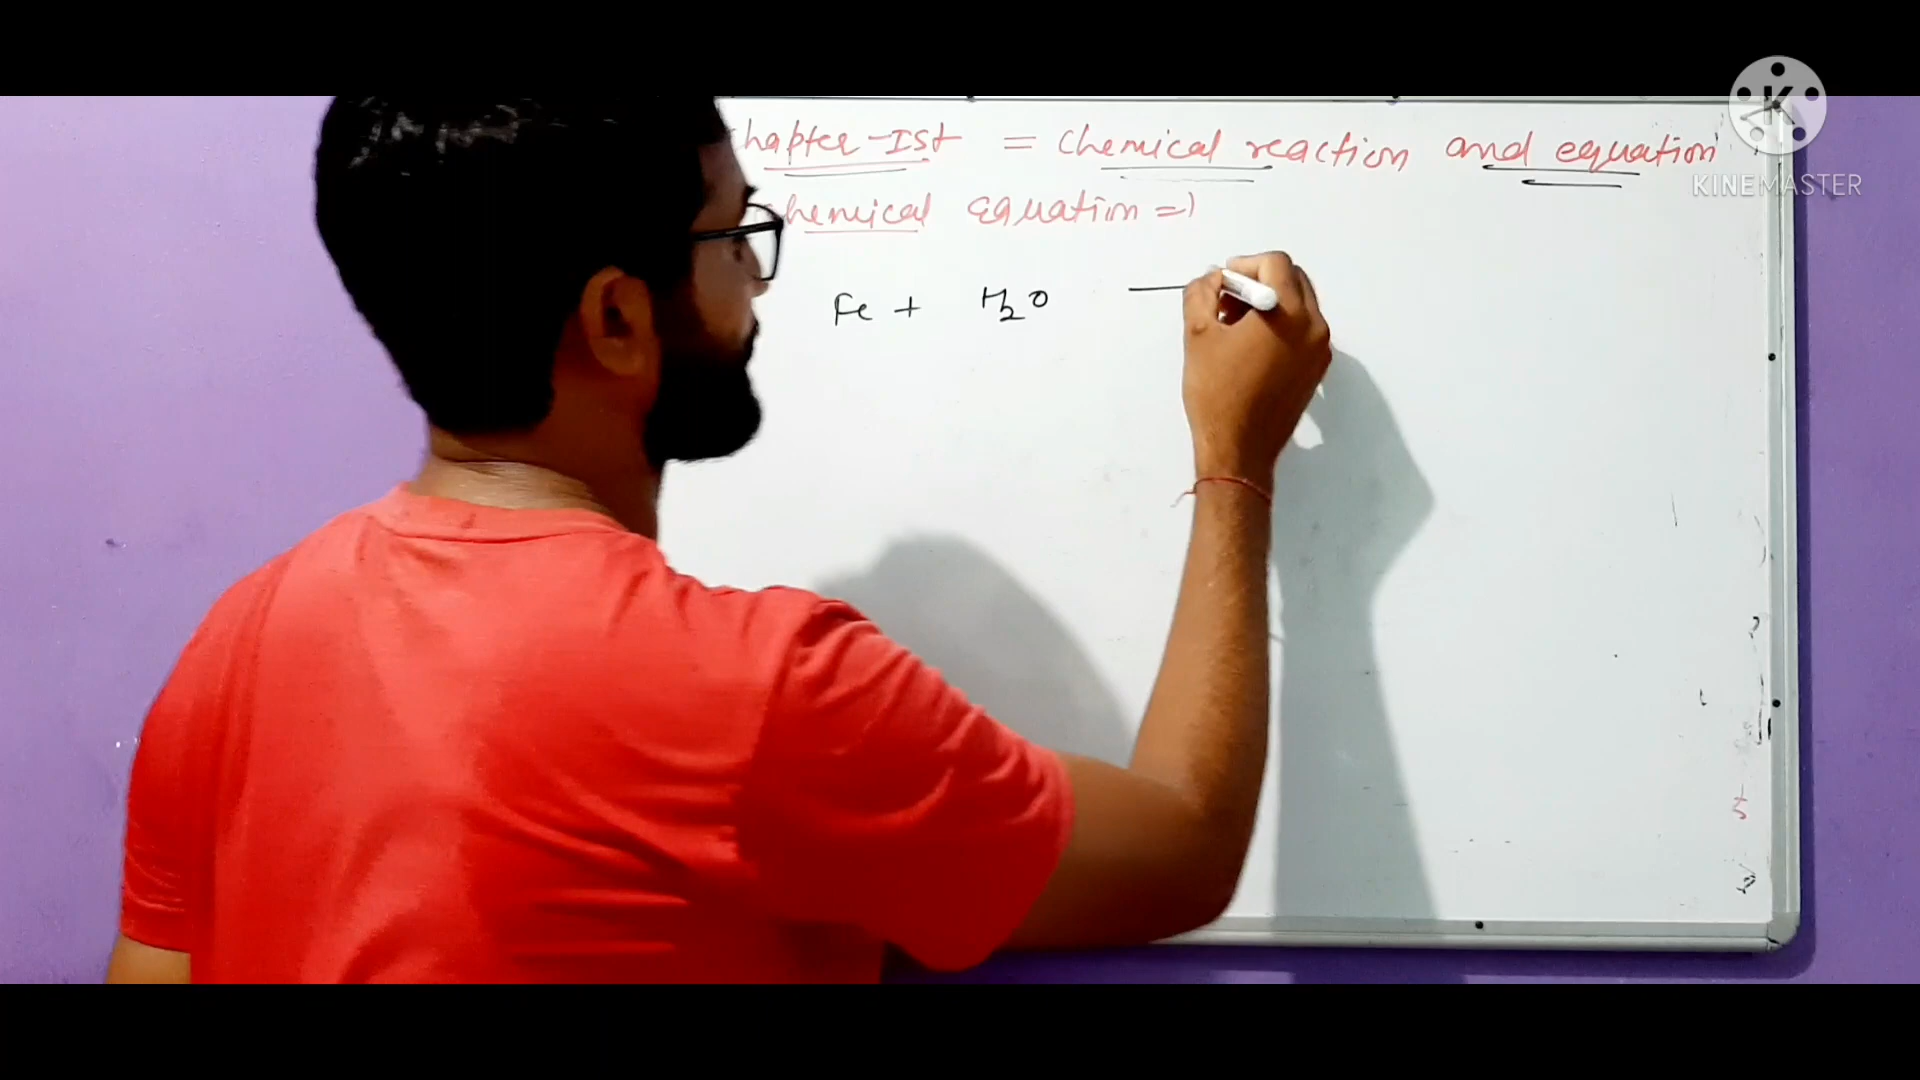 hapter-Ist = chemical reaction and equation
hemical equation =)
Fe + H2O
KINEMASTER